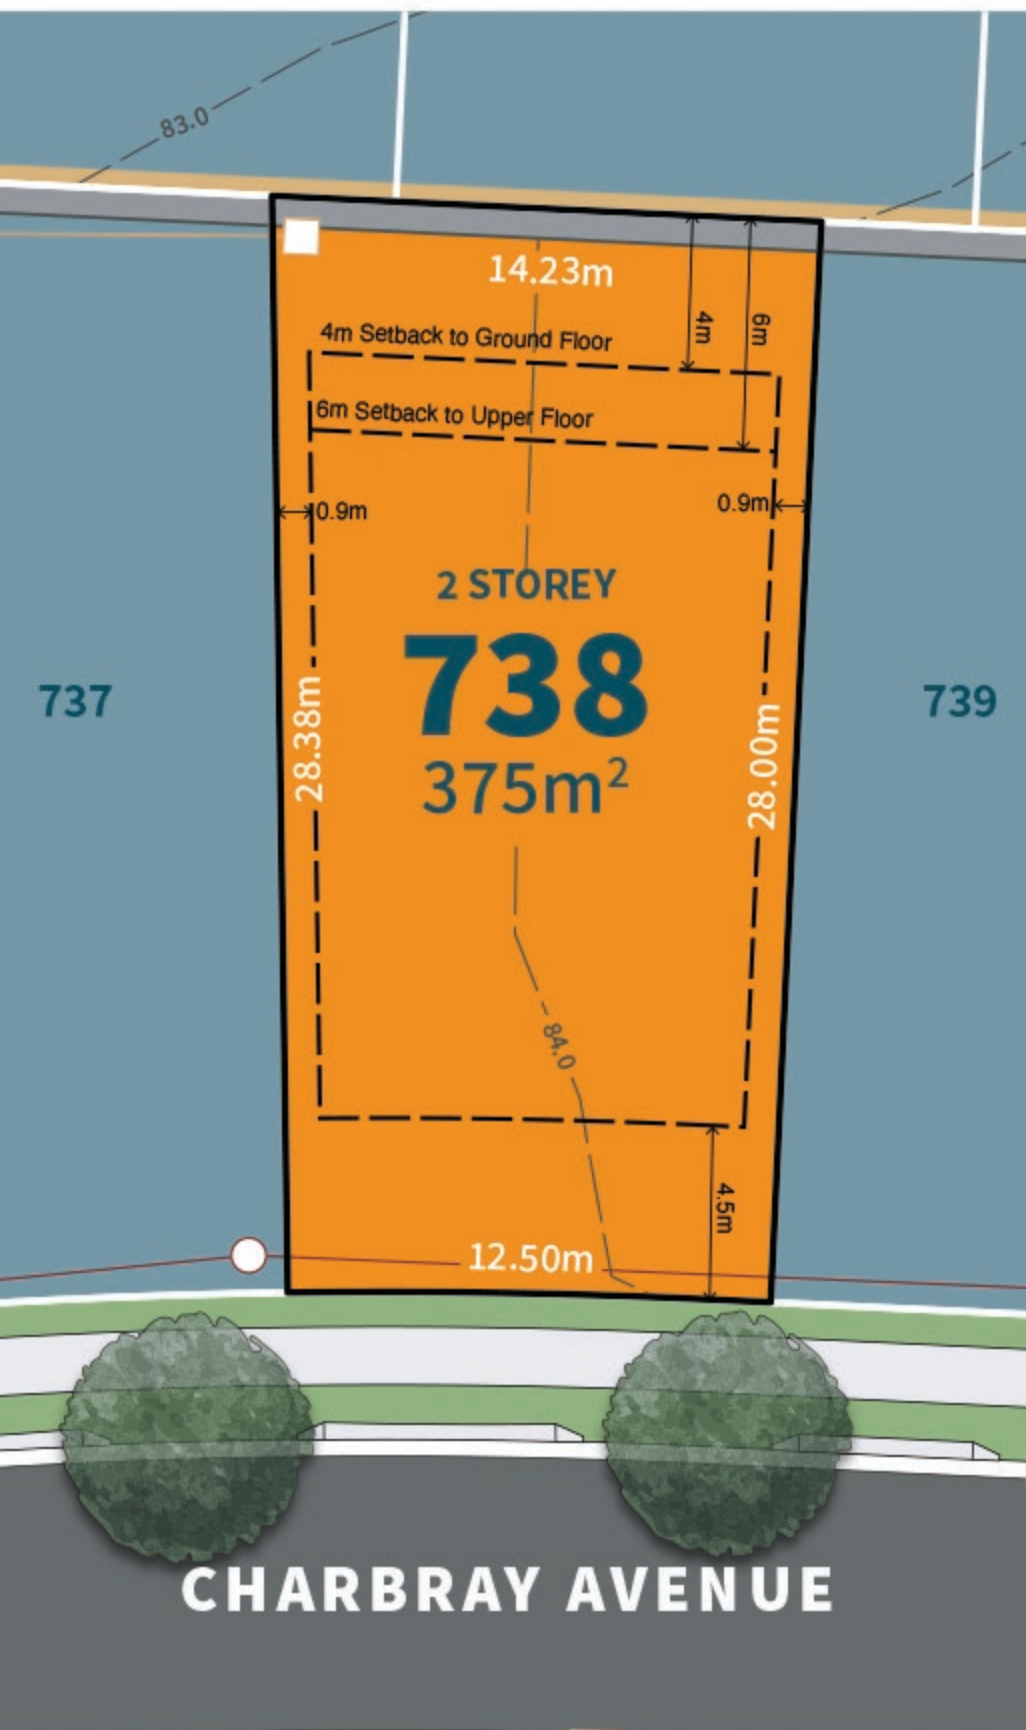 83.0
14.23m
4m
6m
4m Setback to Ground Floor
6m Setback to Upper Floor
0.9m
0.9m
2 STOREY
738
375m²
737
739
28.38m
28.00m
84.0
4.5m
12.50m
CHARBRAY AVENUE